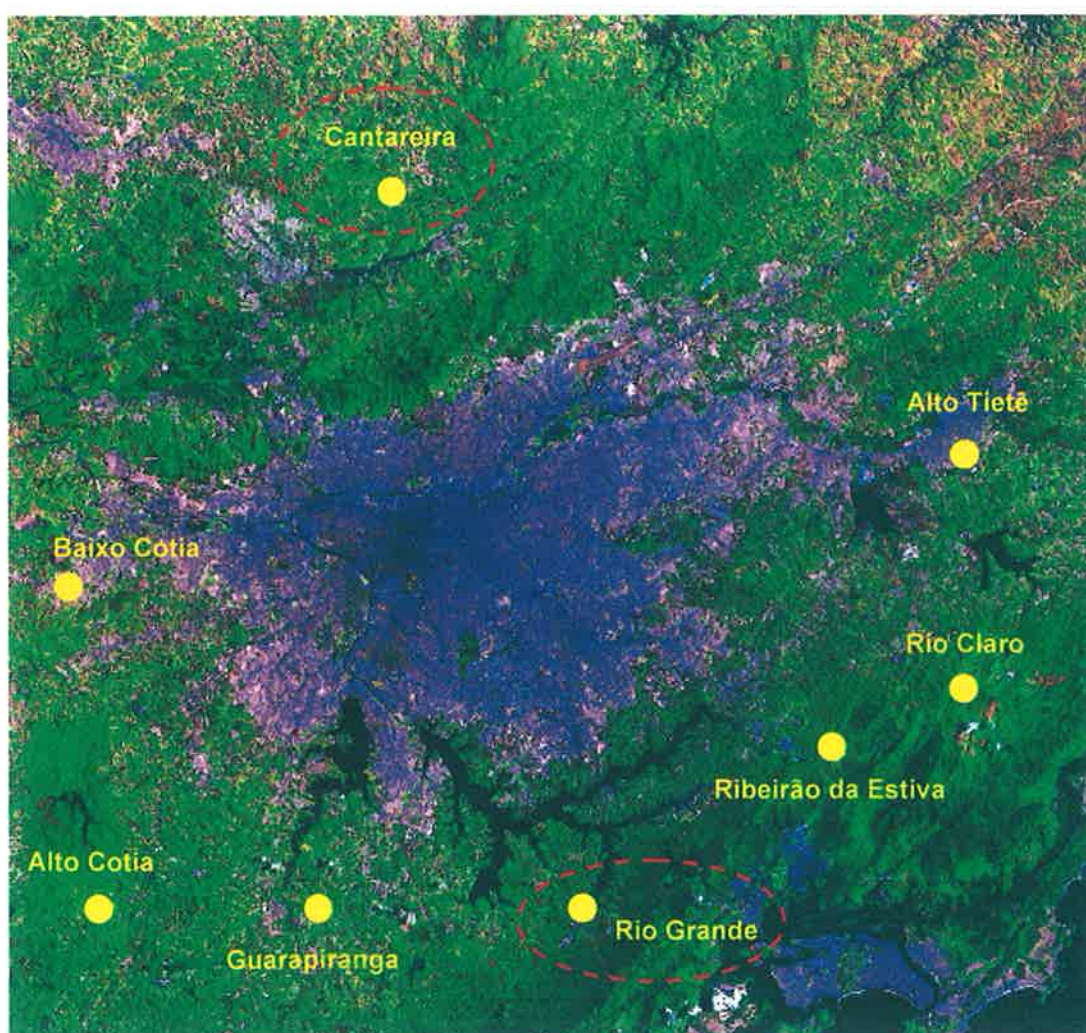 Cantareira
Alto Tietê
Baixo Cotia
Rio Claro
Ribeirão da Estiva
Alto Cotia
Rio Grande
Guarapiranga